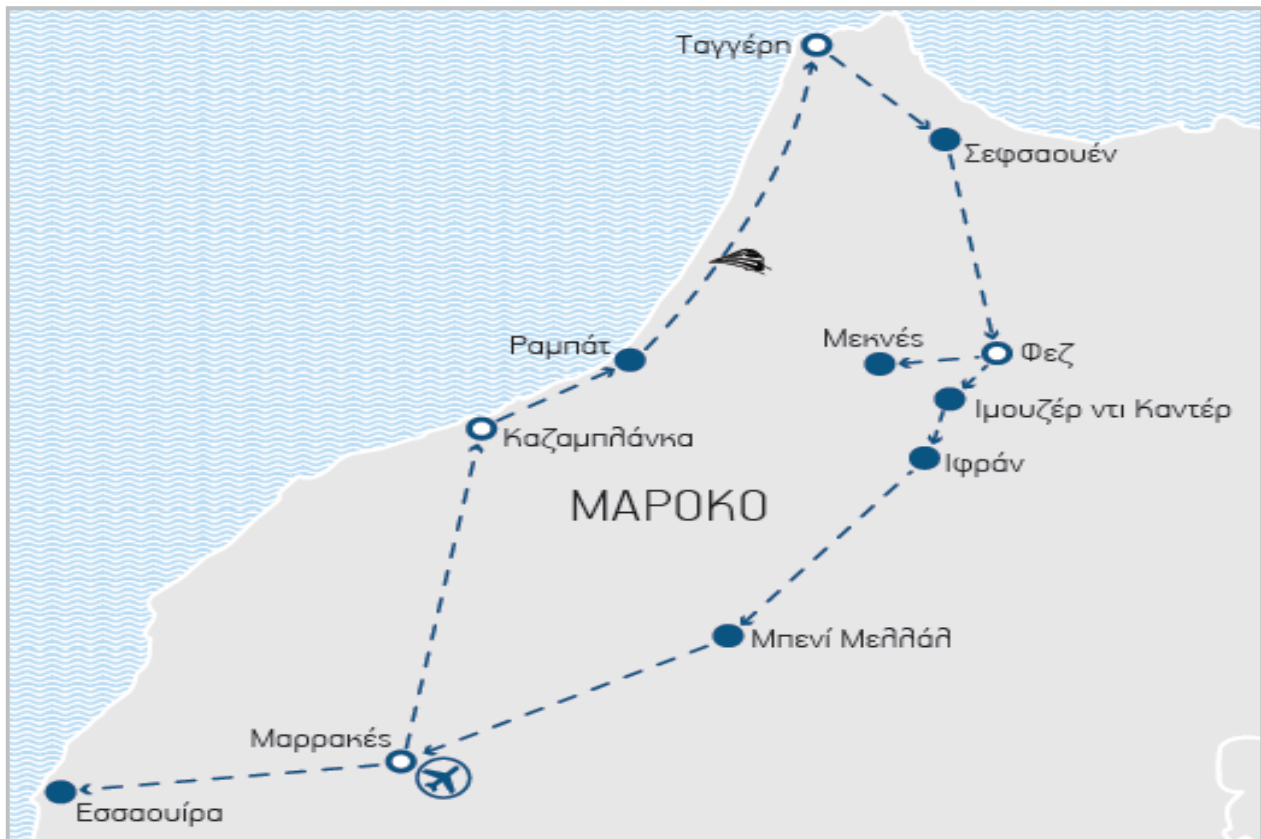 Ταγγέρη
Σεφσαουέν
Ραμπάτ
Μεκνές
Φεζ
Ιμουζέρ ντι Καντέρ
Καζαμπλάνκα
Ιφράν
ΜΑΡΟΚΟ
Μπενί Μελλάλ
Μαρρακές
Εσσαουίρα